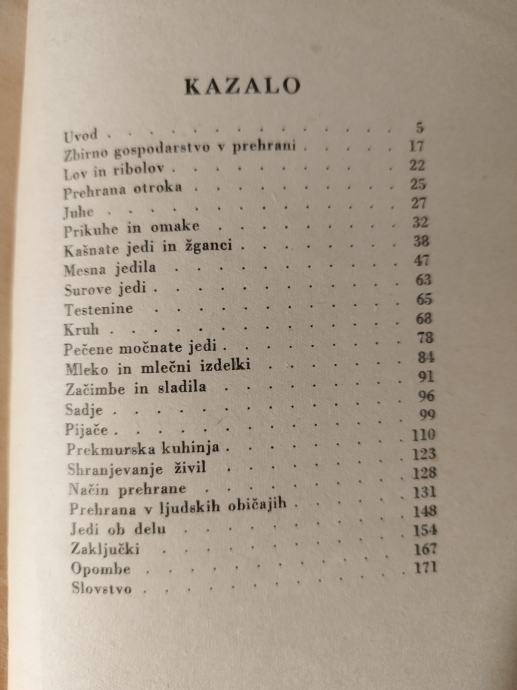 KAZALO
Uvod . . . . . . . . . . . . . 5
Zbirno gospodarstvo v prehrani . . . . . 17
Lov in ribolov . . . . . . . . . . 22
Prehrana otroka . . . . . . . . . . 25
Juhe . . . . . . . . . . . . . 27
Prikuhe in omake . . . . . . . . . 32
Kašnate jedi in žganci . . . . . . . . 38
Mesna jedila . . . . . . . . . . . 47
Surove jedi . . . . . . . . . . . 63
Testenine . . . . . . . . . . . . 65
Kruh . . . . . . . . . . . . . 68
Pečene močnate jedi . . . . . . . . . 78
Mleko in mlečni izdelki . . . . . . . 84
Začimbe in sladila . . . . . . . . . 91
Sadje . . . . . . . . . . . . . 96
Pijače . . . . . . . . . . . . . 99
Prekmurska kuhinja . . . . . . . . . 110
Shranjevanje živil . . . . . . . . . 123
Način prehrane . . . . . . . . . . 128
Prehrana v ljudskih običajih . . . . . . 131
Jedi ob delu . . . . . . . . . . . 148
Zaključki . . . . . . . . . . . . 154
Opombe . . . . . . . . . . . . 167
Slovstvo . . . . . . . . . . . . 171